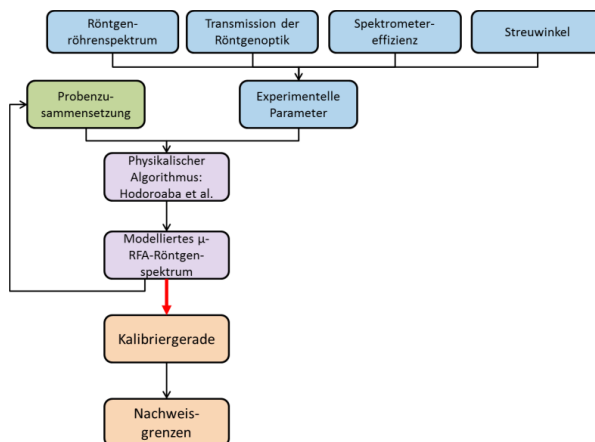 Röntgen-
röhrenspektrum
Transmission der
Röntgenoptik
Spektrometer-
effizienz
Streuwinkel
Probenzu-
sammensetzung
Experimentelle
Parameter
Physikalischer
Algorithmus:
Hodoroaba et al.
Modelliertes μ-
RFA-Röntgen-
spektrum
Kalibriergerade
Nachweis-
grenzen